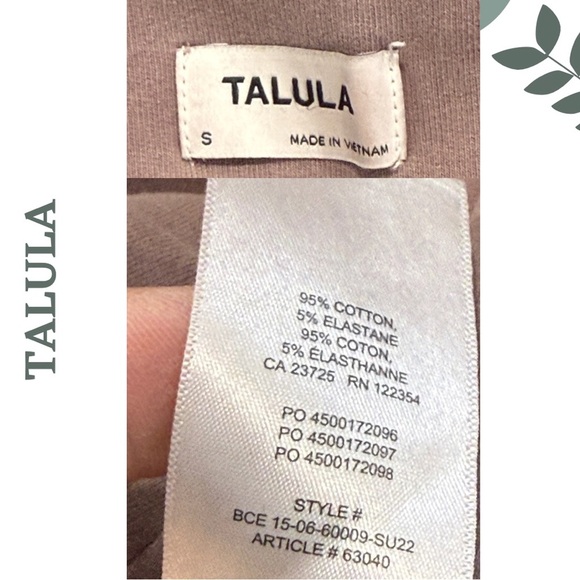 TALULA
S
MADE IN VIETNAM
TALULA
95% COTTON,
5% ELASTANE
95% COTON,
5% ÉLASTHANNE
CA 23725 RN 122354
PO 4500172096
PO 4500172097
PO 4500172098
STYLE #
BCE 15-06-60009-SU22
ARTICLE # 63040